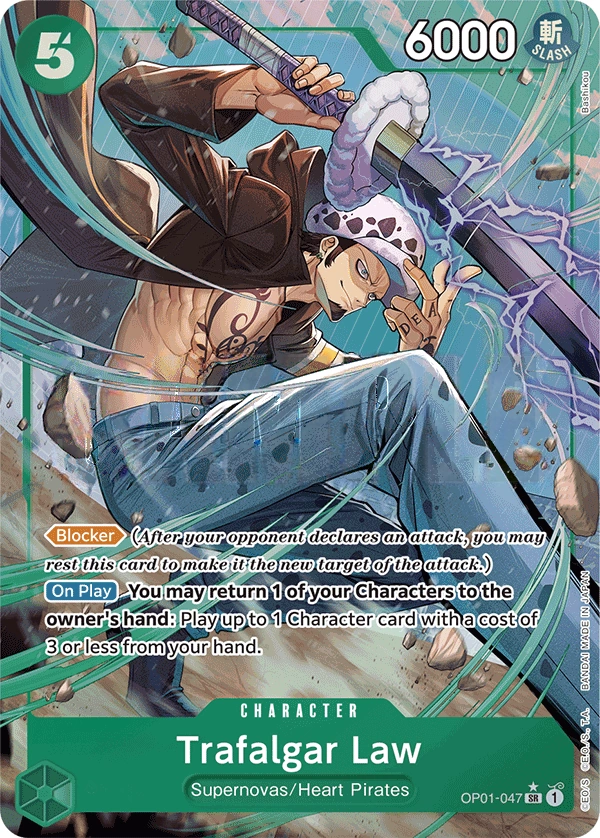 5
6000
斬
SLASH
Bashikou
DEA
Blocker (After your opponent declares an attack, you may
rest this card to make it the new target of the attack.)
On Play You may return 1 of your Characters to the
owner's hand: Play up to 1 Character card with a cost of
3 or less from your hand.
CHARACTER
Trafalgar Law
Supernovas/Heart Pirates
OP01-047 SR 1
©EO/S ©E.O./S., T.A. BANDAI MADE IN JAPAN